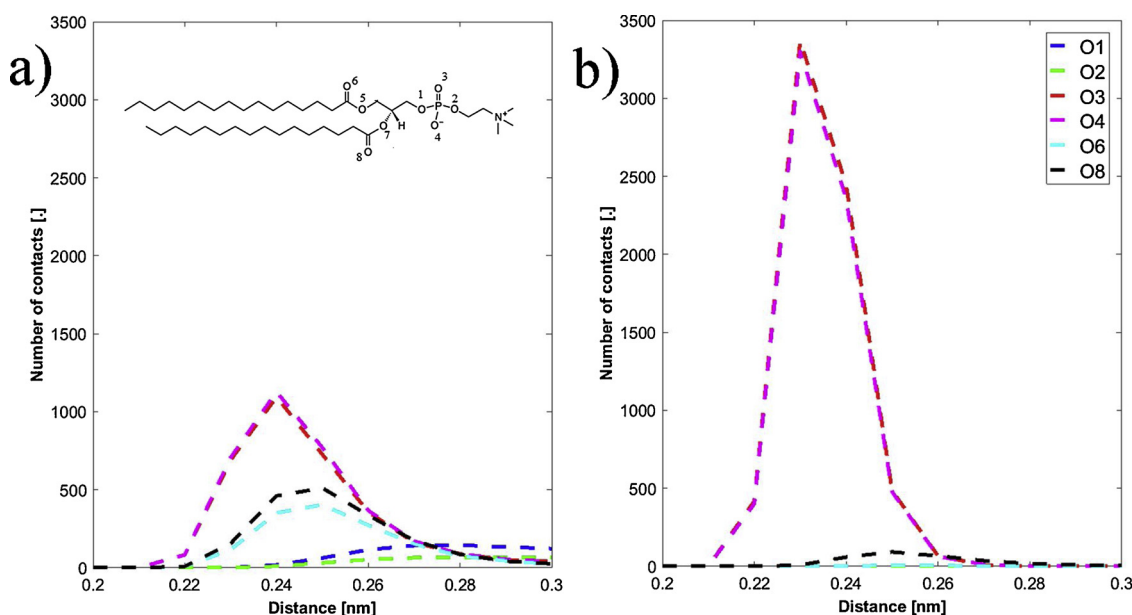 a)
3500
3000
2500
2000
1500
1000
500
0
Number of contacts [.]
0.2
0.22
0.24
0.26
0.28
0.3
Distance [nm]
6
O
O
5
O
7
O
8
H
1
O
O
3
P
O
2
O−
4
N+
b)
3500
3000
2500
2000
1500
1000
500
0
Number of contacts [.]
0.2
0.22
0.24
0.26
0.28
0.3
Distance [nm]
O1
O2
O3
O4
O6
O8